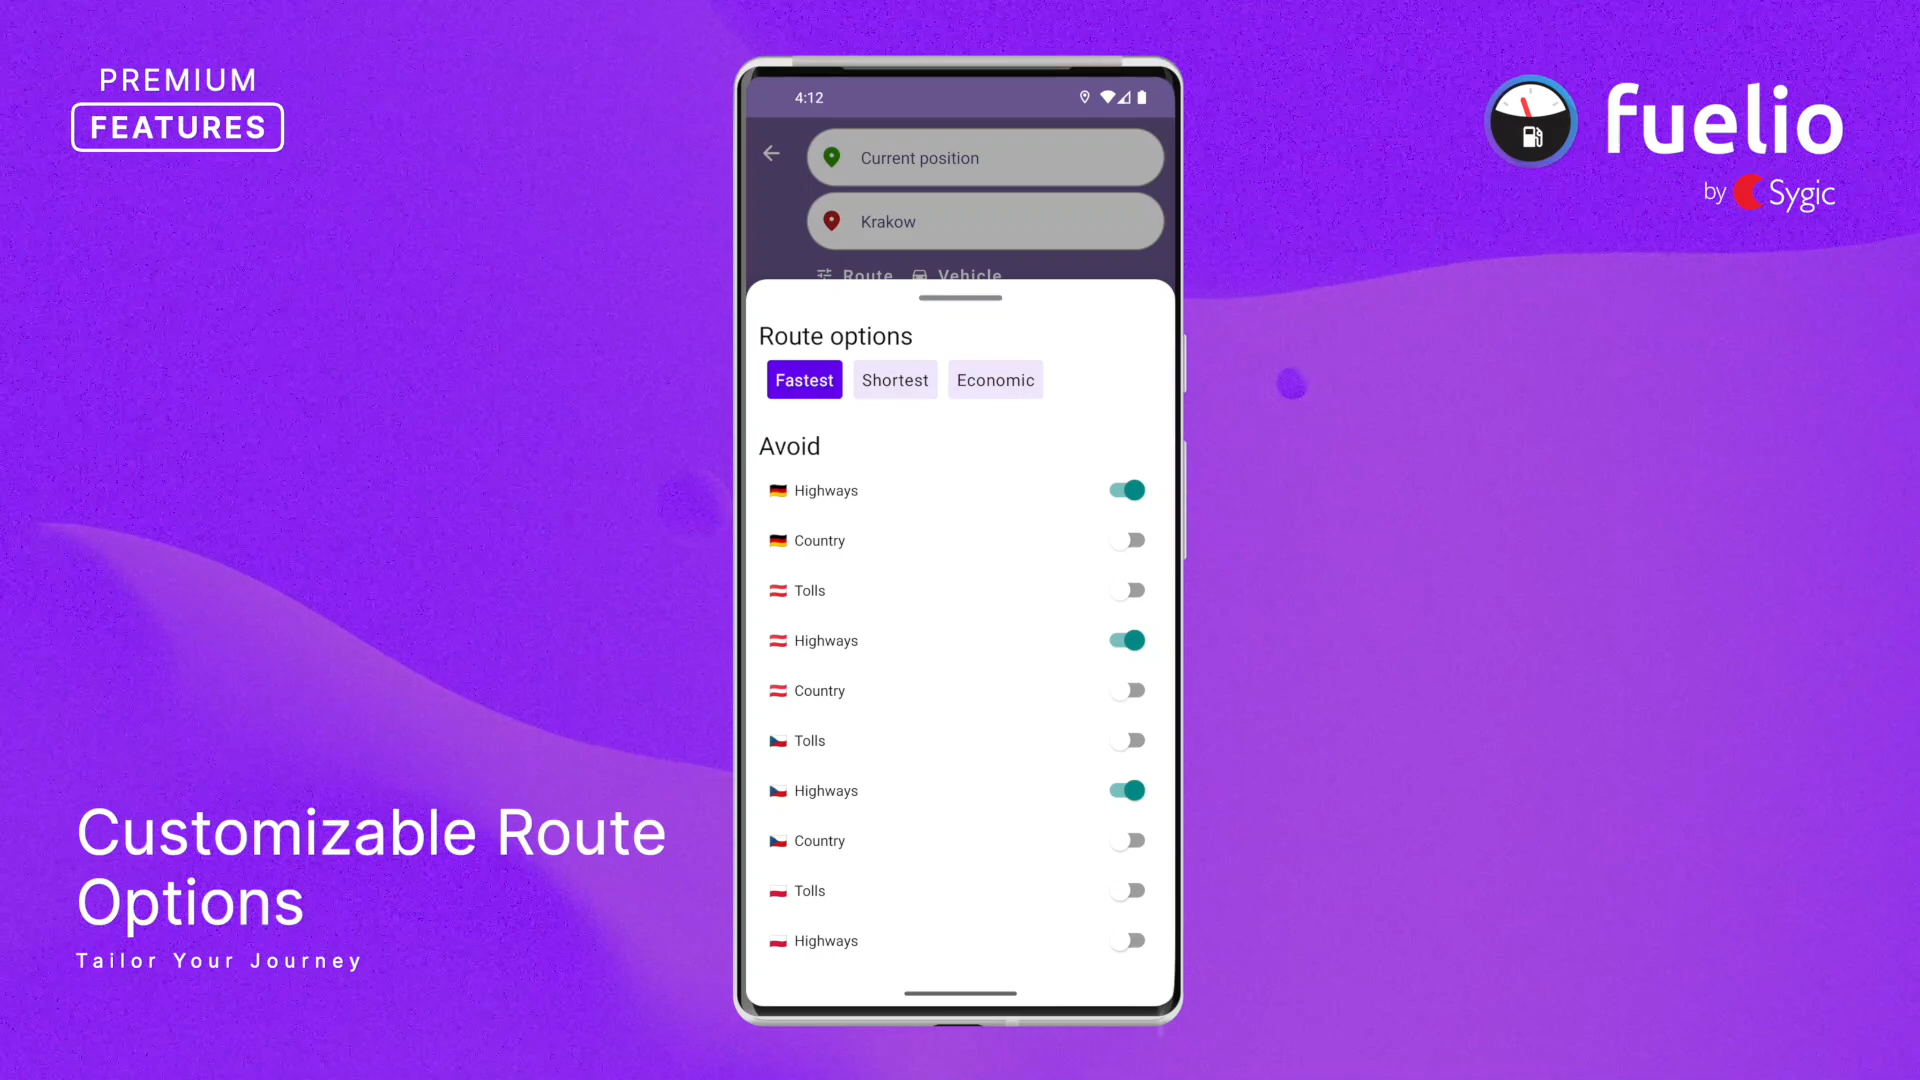 PREMIUM
FEATURES
fuelio
by Sygic
4:12
Current position
Krakow
Route Vehicle
Route options
Fastest Shortest Economic
Avoid
Highways
Country
Tolls
Highways
Country
Tolls
Highways
Country
Tolls
Highways
Customizable Route
Options
Tailor Your Journey